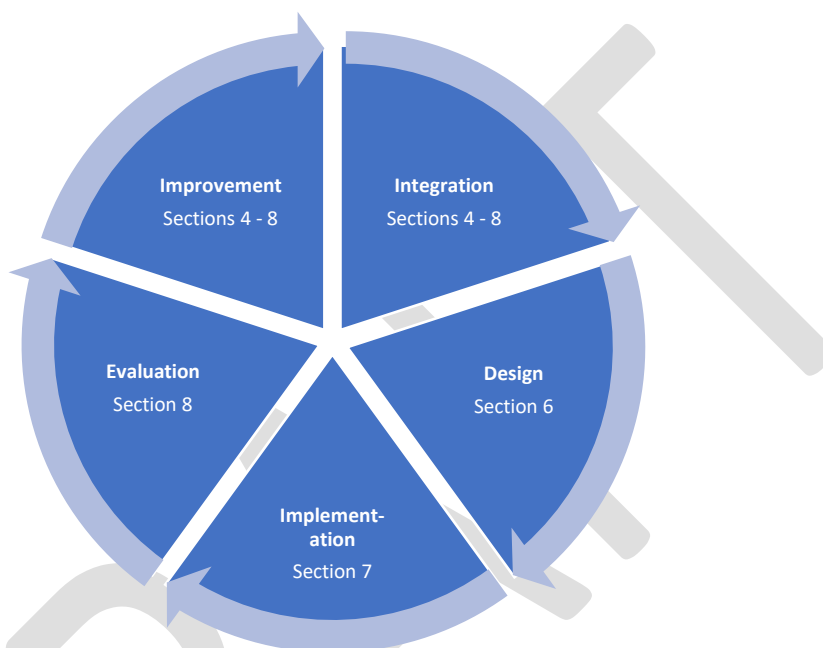 Improvement
Sections 4 - 8
Integration
Sections 4 - 8
Evaluation
Section 8
Design
Section 6
Implement-
ation
Section 7